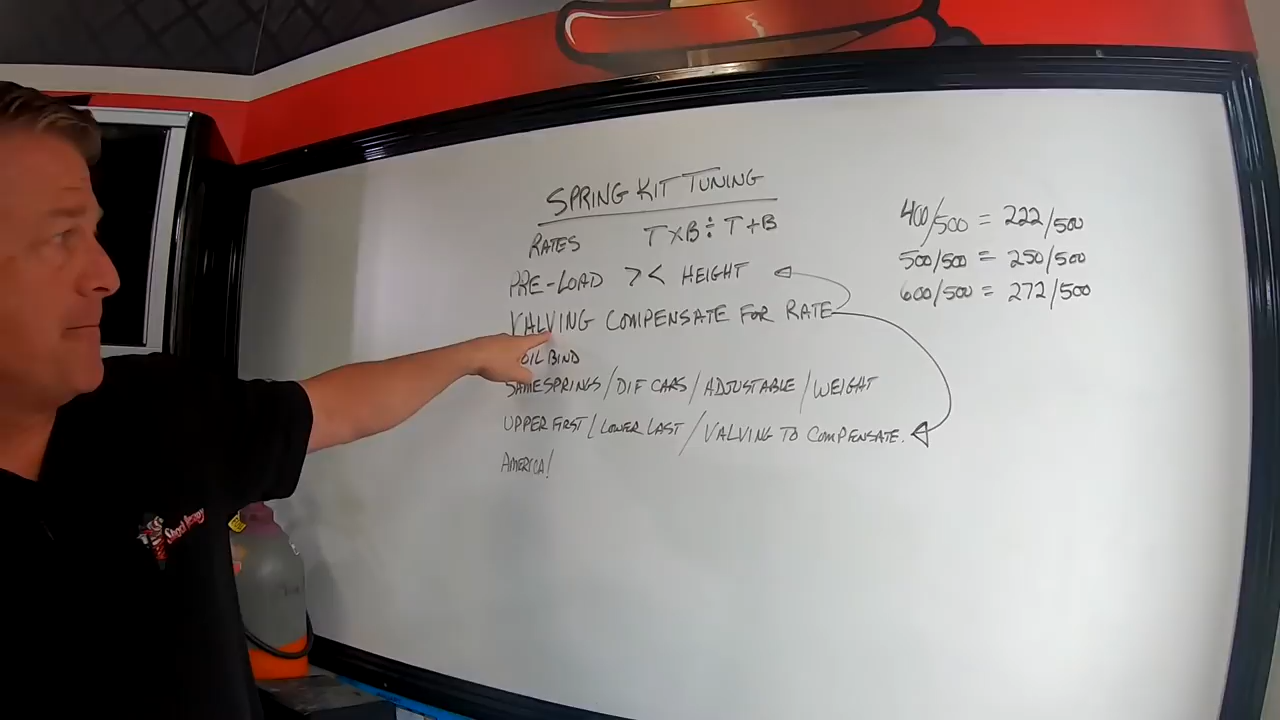 SPRING KIT TUNING
RATES T×B÷T+B
PRE-LOAD >< HEIGHT
VALVING COMPENSATE FOR RATE
OIL BIND
SAME SPRINGS/DIF CARS/ADJUSTABLE/WEIGHT
UPPER FIRST/LOWER LAST/VALVING TO COMPENSATE.
AMERICA!
400/500 = 222/500
500/500 = 250/500
600/500 = 272/500